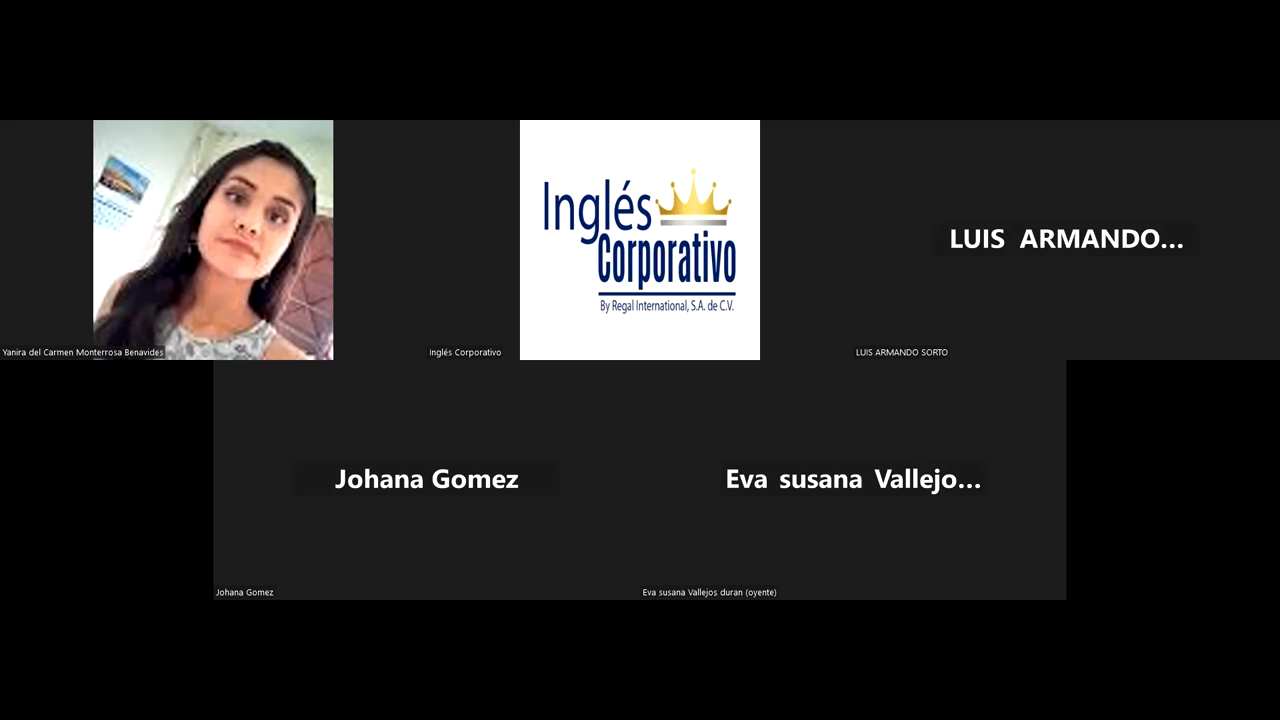 Inglés
Corporativo
By Regal International, S.A. de C.V.
LUIS ARMANDO...
Yanira del Carmen Monterrosa Benavides
Inglés Corporativo
LUIS ARMANDO SORTO
Johana Gomez
Eva susana Vallejo...
Johana Gomez
Eva susana Vallejos duran (oyente)